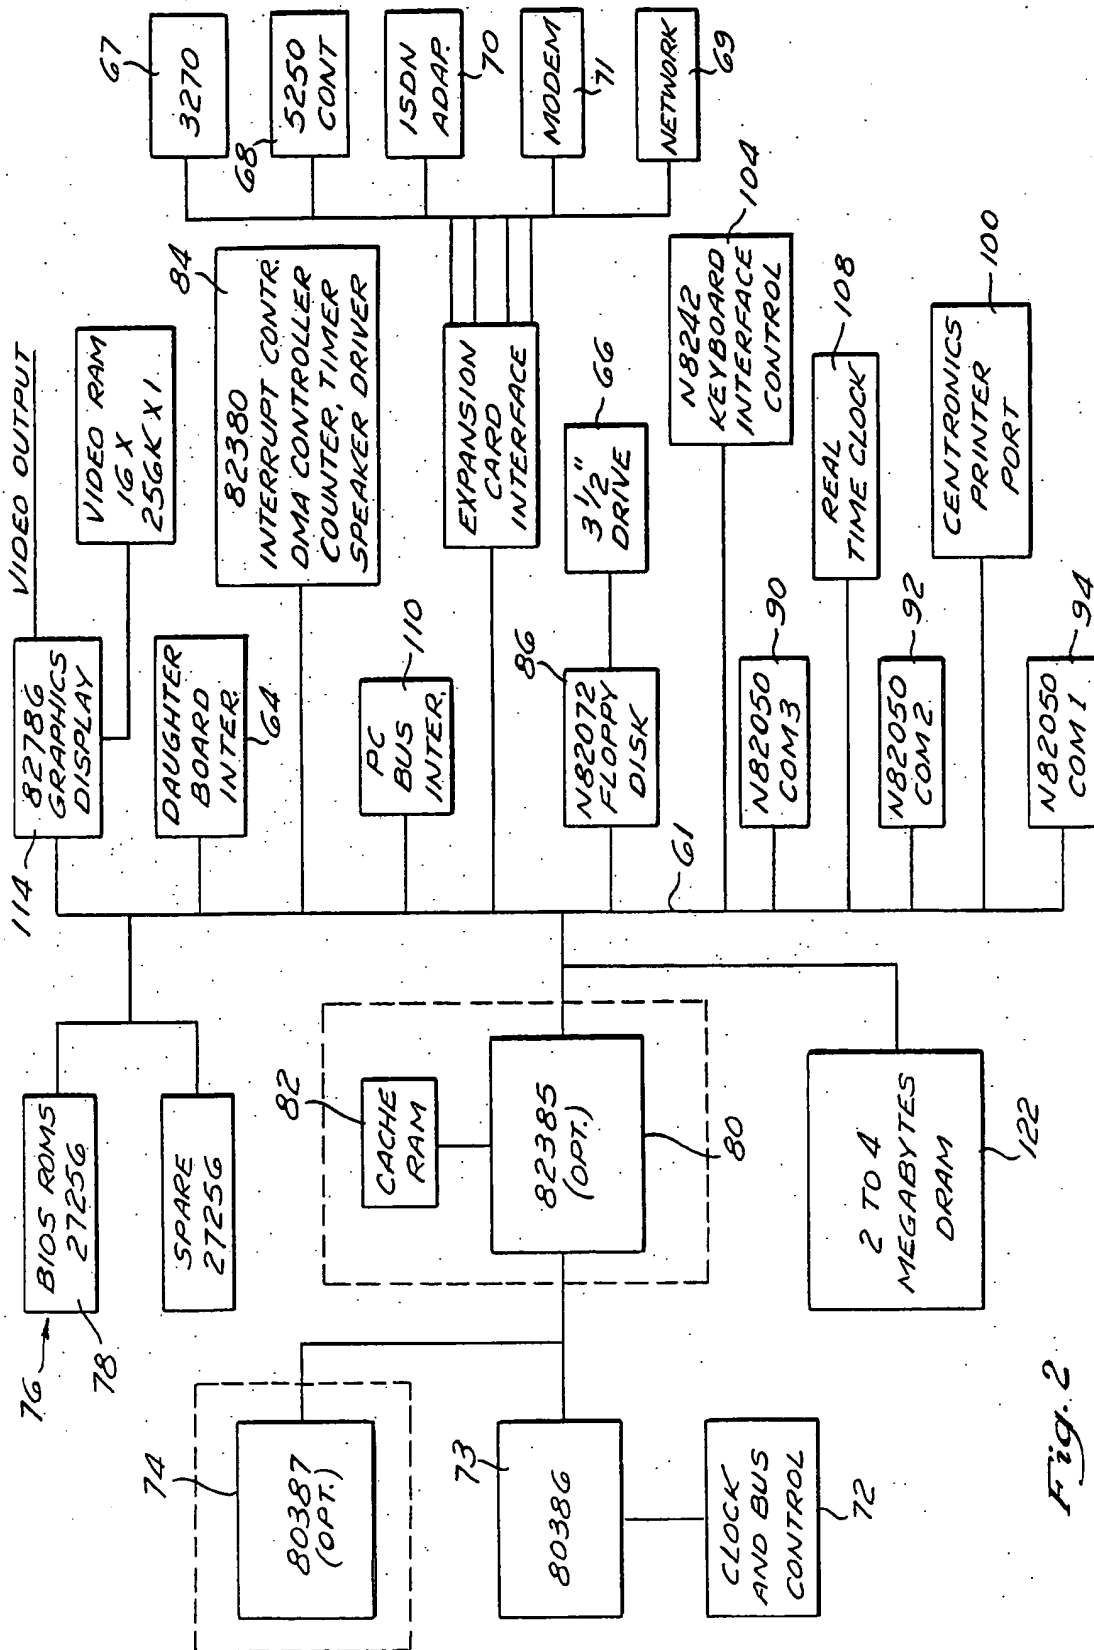 76
BIOS ROMS
27256
78
SPARE
27256
74
80387
(OPT.)
73
80386
CLOCK
AND BUS
CONTROL
72
82
CACHE
RAM
82385
(OPT.)
80
2 TO 4
MEGABYTES
DRAM
122
61
114
82786
GRAPHICS
DISPLAY
VIDEO OUTPUT
VIDEO RAM
16 X
256K X 1
DAUGHTER
BOARD
INTER.
64
84
82380
INTERRUPT CONTR.
DMA CONTROLLER
COUNTER, TIMER
SPEAKER DRIVER
PC
BUS
INTER.
110
EXPANSION
CARD
INTERFACE
67
3270
68
5250
CONT
ISDN
ADAP.
70
MODEM
71
NETWORK
69
86
N82072
FLOPPY
DISK
3 1/2"
DRIVE
66
N8242
KEYBOARD
INTERFACE
CONTROL
104
N82050
COM 3
90
REAL
TIME CLOCK
108
N82050
COM 2
92
CENTRONICS
PRINTER
PORT
100
N82050
COM 1
94
Fig. 2